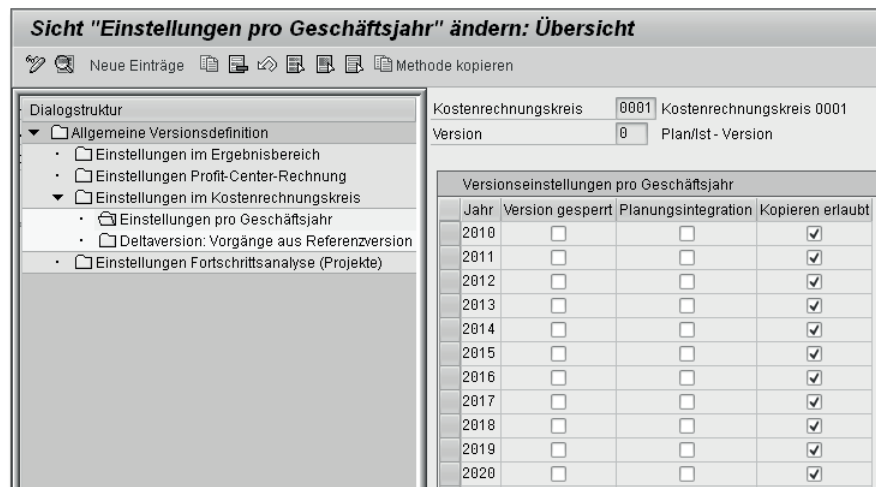 Sicht "Einstellungen pro Geschäftsjahr" ändern: Übersicht
Neue Einträge Methode kopieren
Dialogstruktur
Allgemeine Versionsdefinition
Einstellungen im Ergebnisbereich
Einstellungen Profit-Center-Rechnung
Einstellungen im Kostenrechnungskreis
Einstellungen pro Geschäftsjahr
Deltaversion: Vorgänge aus Referenzversion
Einstellungen Fortschrittsanalyse (Projekte)
Kostenrechnungskreis 0001 Kostenrechnungskreis 0001
Version 0 Plan/Ist - Version
Versionseinstellungen pro Geschäftsjahr
Jahr Version gesperrt Planungsintegration Kopieren erlaubt
2010
2011
2012
2013
2014
2015
2016
2017
2018
2019
2020